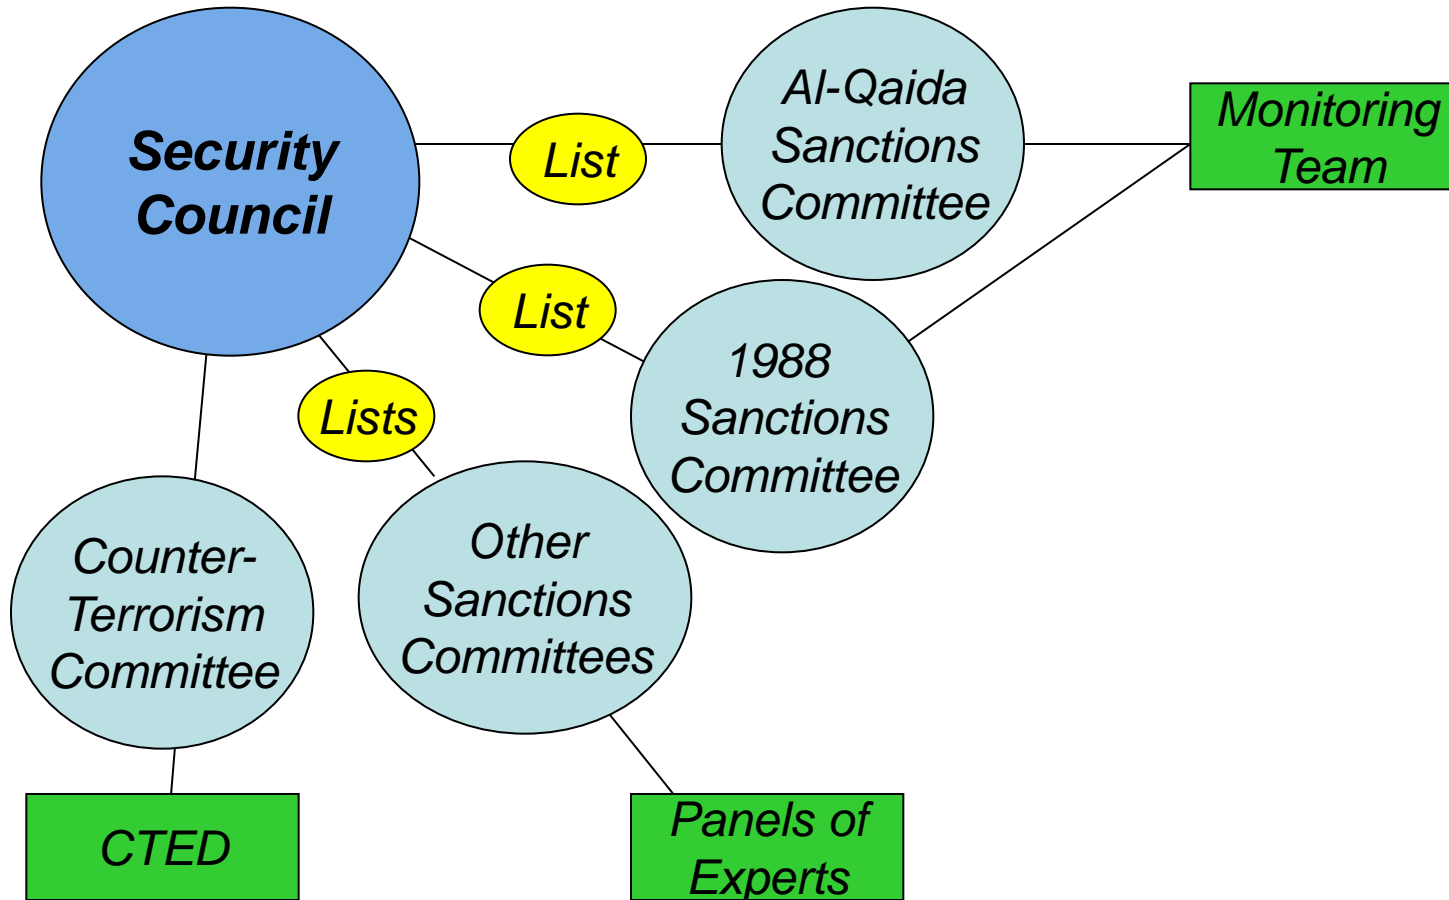 Security
Council
List
Al-Qaida
Sanctions
Committee
Monitoring
Team
List
1988
Sanctions
Committee
Lists
Counter-
Terrorism
Committee
Other
Sanctions
Committees
CTED
Panels of
Experts